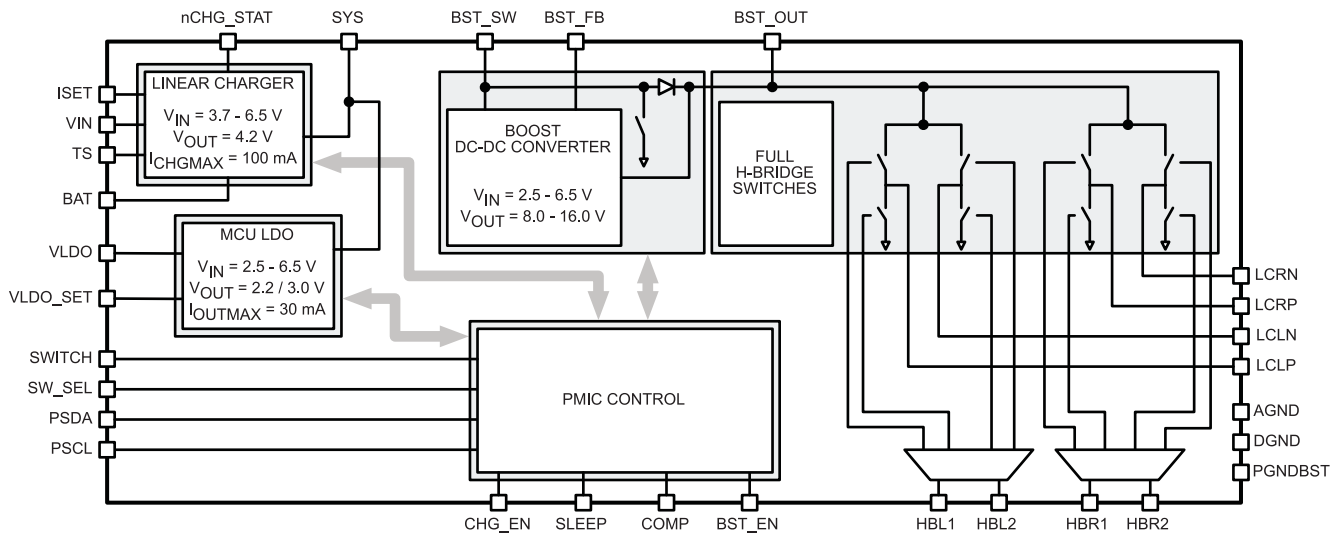 nCHG_STAT
SYS
BST_SW
BST_FB
BST_OUT
ISET
VIN
TS
BAT
VLDO
VLDO_SET
SWITCH
SW_SEL
PSDA
PSCL
LINEAR CHARGER
VIN = 3.7 - 6.5 V
VOUT = 4.2 V
ICHGMAX = 100 mA
MCU LDO
VIN = 2.5 - 6.5 V
VOUT = 2.2 / 3.0 V
IOUTMAX = 30 mA
BOOST
DC-DC CONVERTER
VIN = 2.5 - 6.5 V
VOUT = 8.0 - 16.0 V
FULL
H-BRIDGE
SWITCHES
PMIC CONTROL
LCRN
LCRP
LCLN
LCLP
AGND
DGND
PGNDBST
CHG_EN
SLEEP
COMP
BST_EN
HBL1
HBL2
HBR1
HBR2